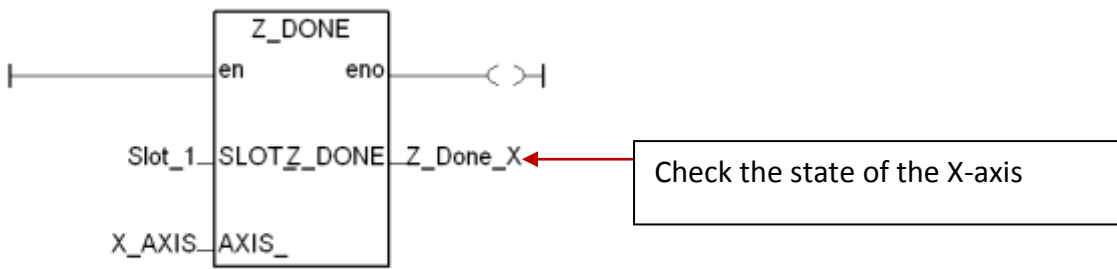 Z_DONE
en eno
Slot_1 SLOT Z_DONE Z_Done_X
Check the state of the X-axis
X_AXIS AXIS_